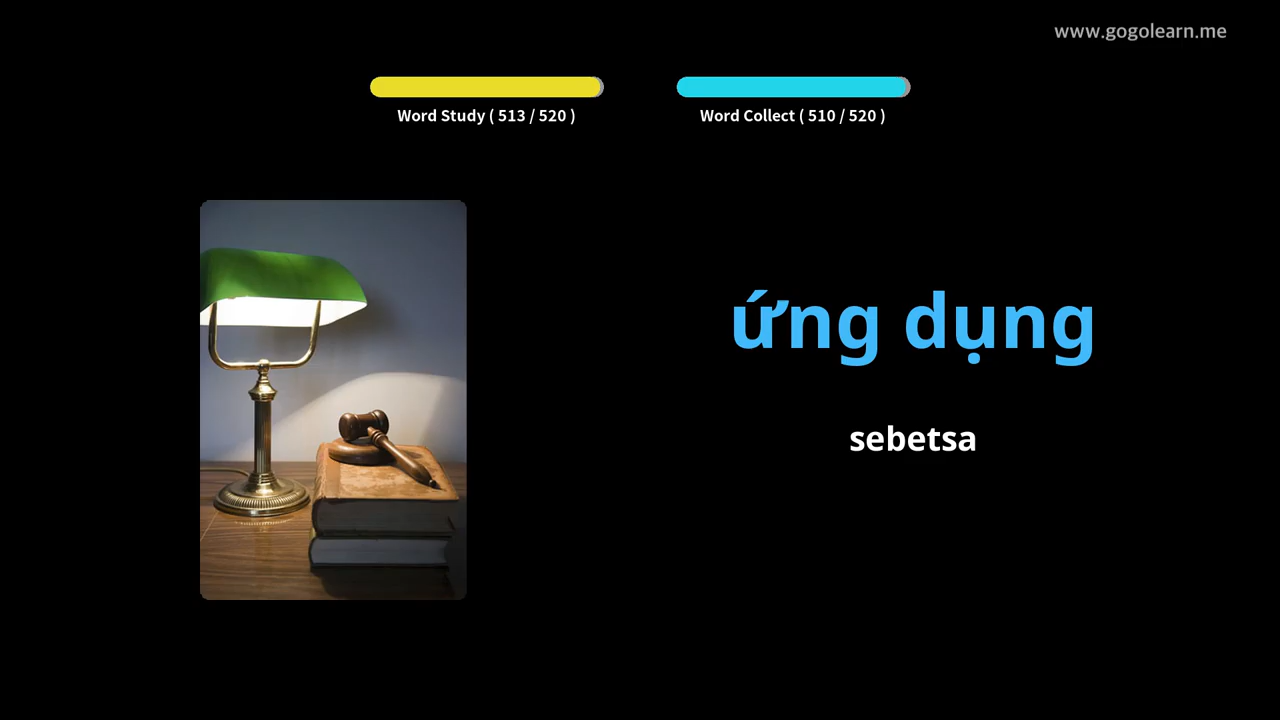 www.gogolearn.me
Word Study ( 513 / 520 )
Word Collect ( 510 / 520 )
ứng dụng
sebetsa